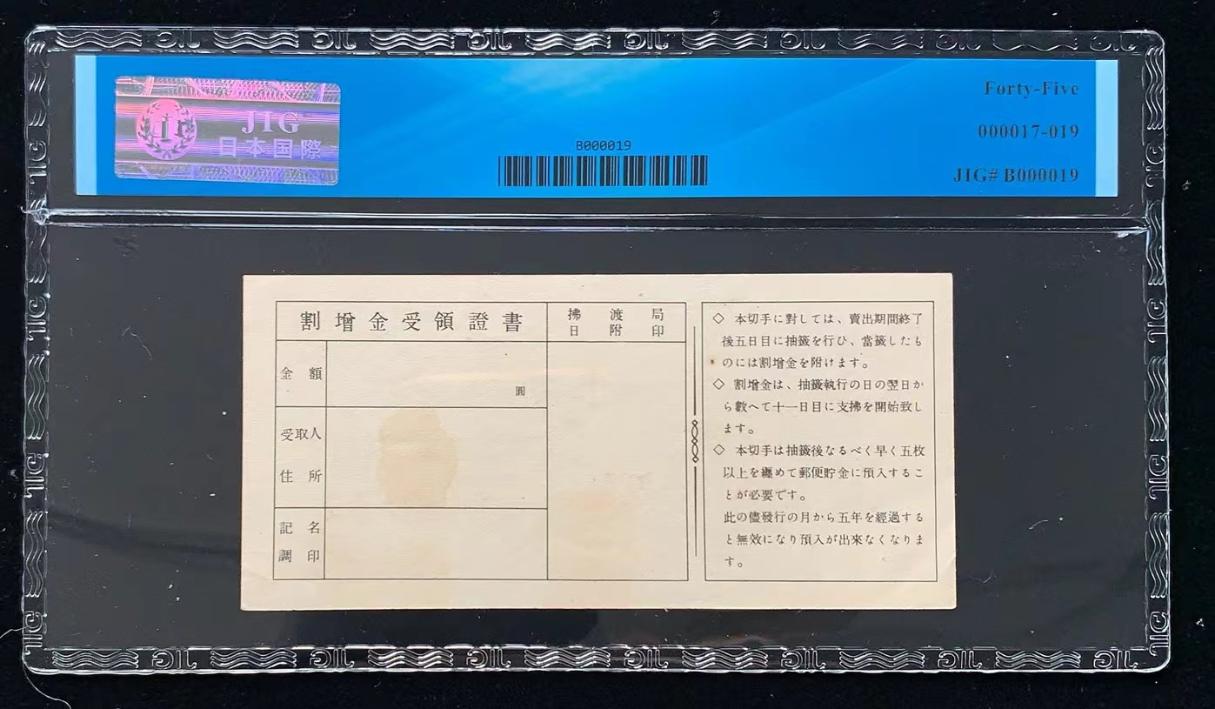 JIG
日本国際
B000019
Forty-Five
000017-019
JIG# B000019
割増金受領證書
拂渡局
日附印
金額
圓
受取人
住所
記名
調印
◇ 本切手に對しては、賣出期間終了
後五日目に抽籤を行ひ、當籤したも
のには割增金を附けます。
◇ 割增金は、抽籤執行の日の翌日か
ら數へて十一日目に支拂を開始致し
ます。
◇ 本切手は抽籤後なるべく早く五枚
以上を纏めて郵便貯金に預入するこ
とが必要です。
此の儘發行の月から五年を經過する
と無效になり預入が出來なくなりま
す。